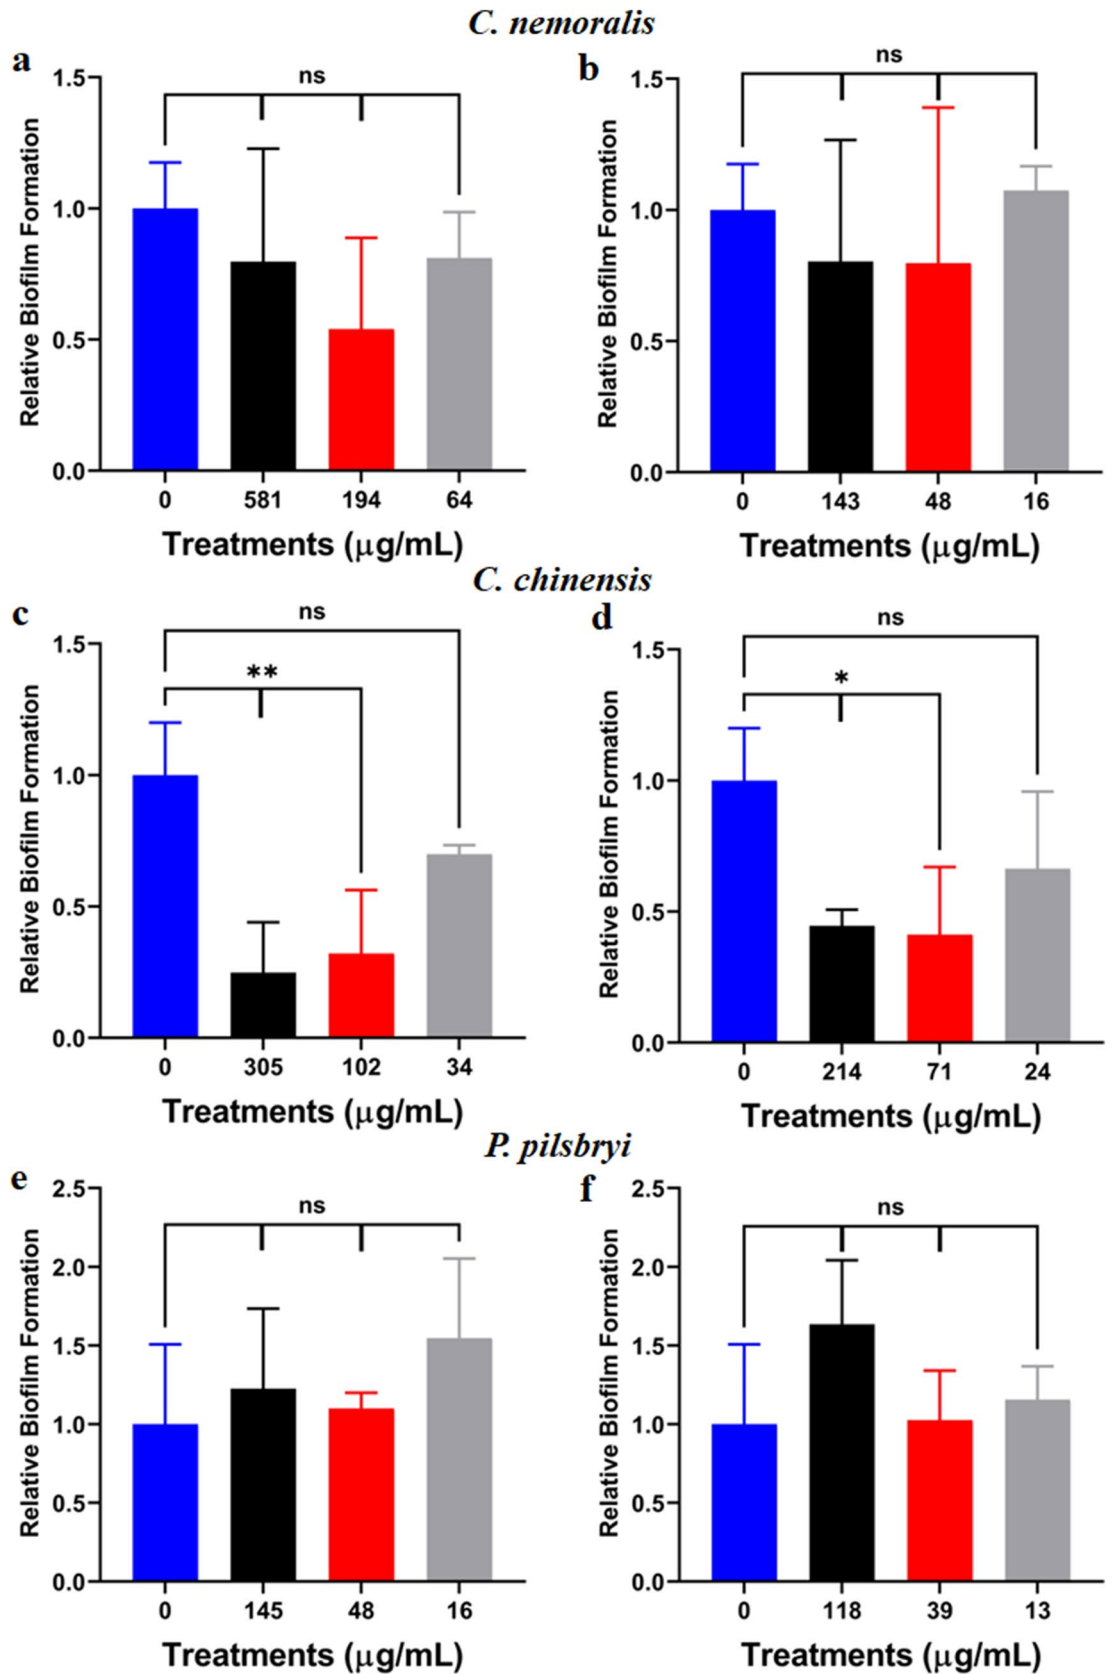 C. nemoralis
a
b
ns
ns
1.5
1.0
0.5
0.0
Relative Biofilm Formation
0 581 194 64
Treatments (μg/mL)
1.5
1.0
0.5
0.0
Relative Biofilm Formation
0 143 48 16
Treatments (μg/mL)
C. chinensis
c
d
ns
**
1.5
1.0
0.5
0.0
Relative Biofilm Formation
0 305 102 34
Treatments (μg/mL)
ns
*
1.5
1.0
0.5
0.0
Relative Biofilm Formation
0 214 71 24
Treatments (μg/mL)
P. pilsbryi
e
f
ns
2.5
2.0
1.5
1.0
0.5
0.0
Relative Biofilm Formation
0 145 48 16
Treatments (μg/mL)
ns
2.5
2.0
1.5
1.0
0.5
0.0
Relative Biofilm Formation
0 118 39 13
Treatments (μg/mL)